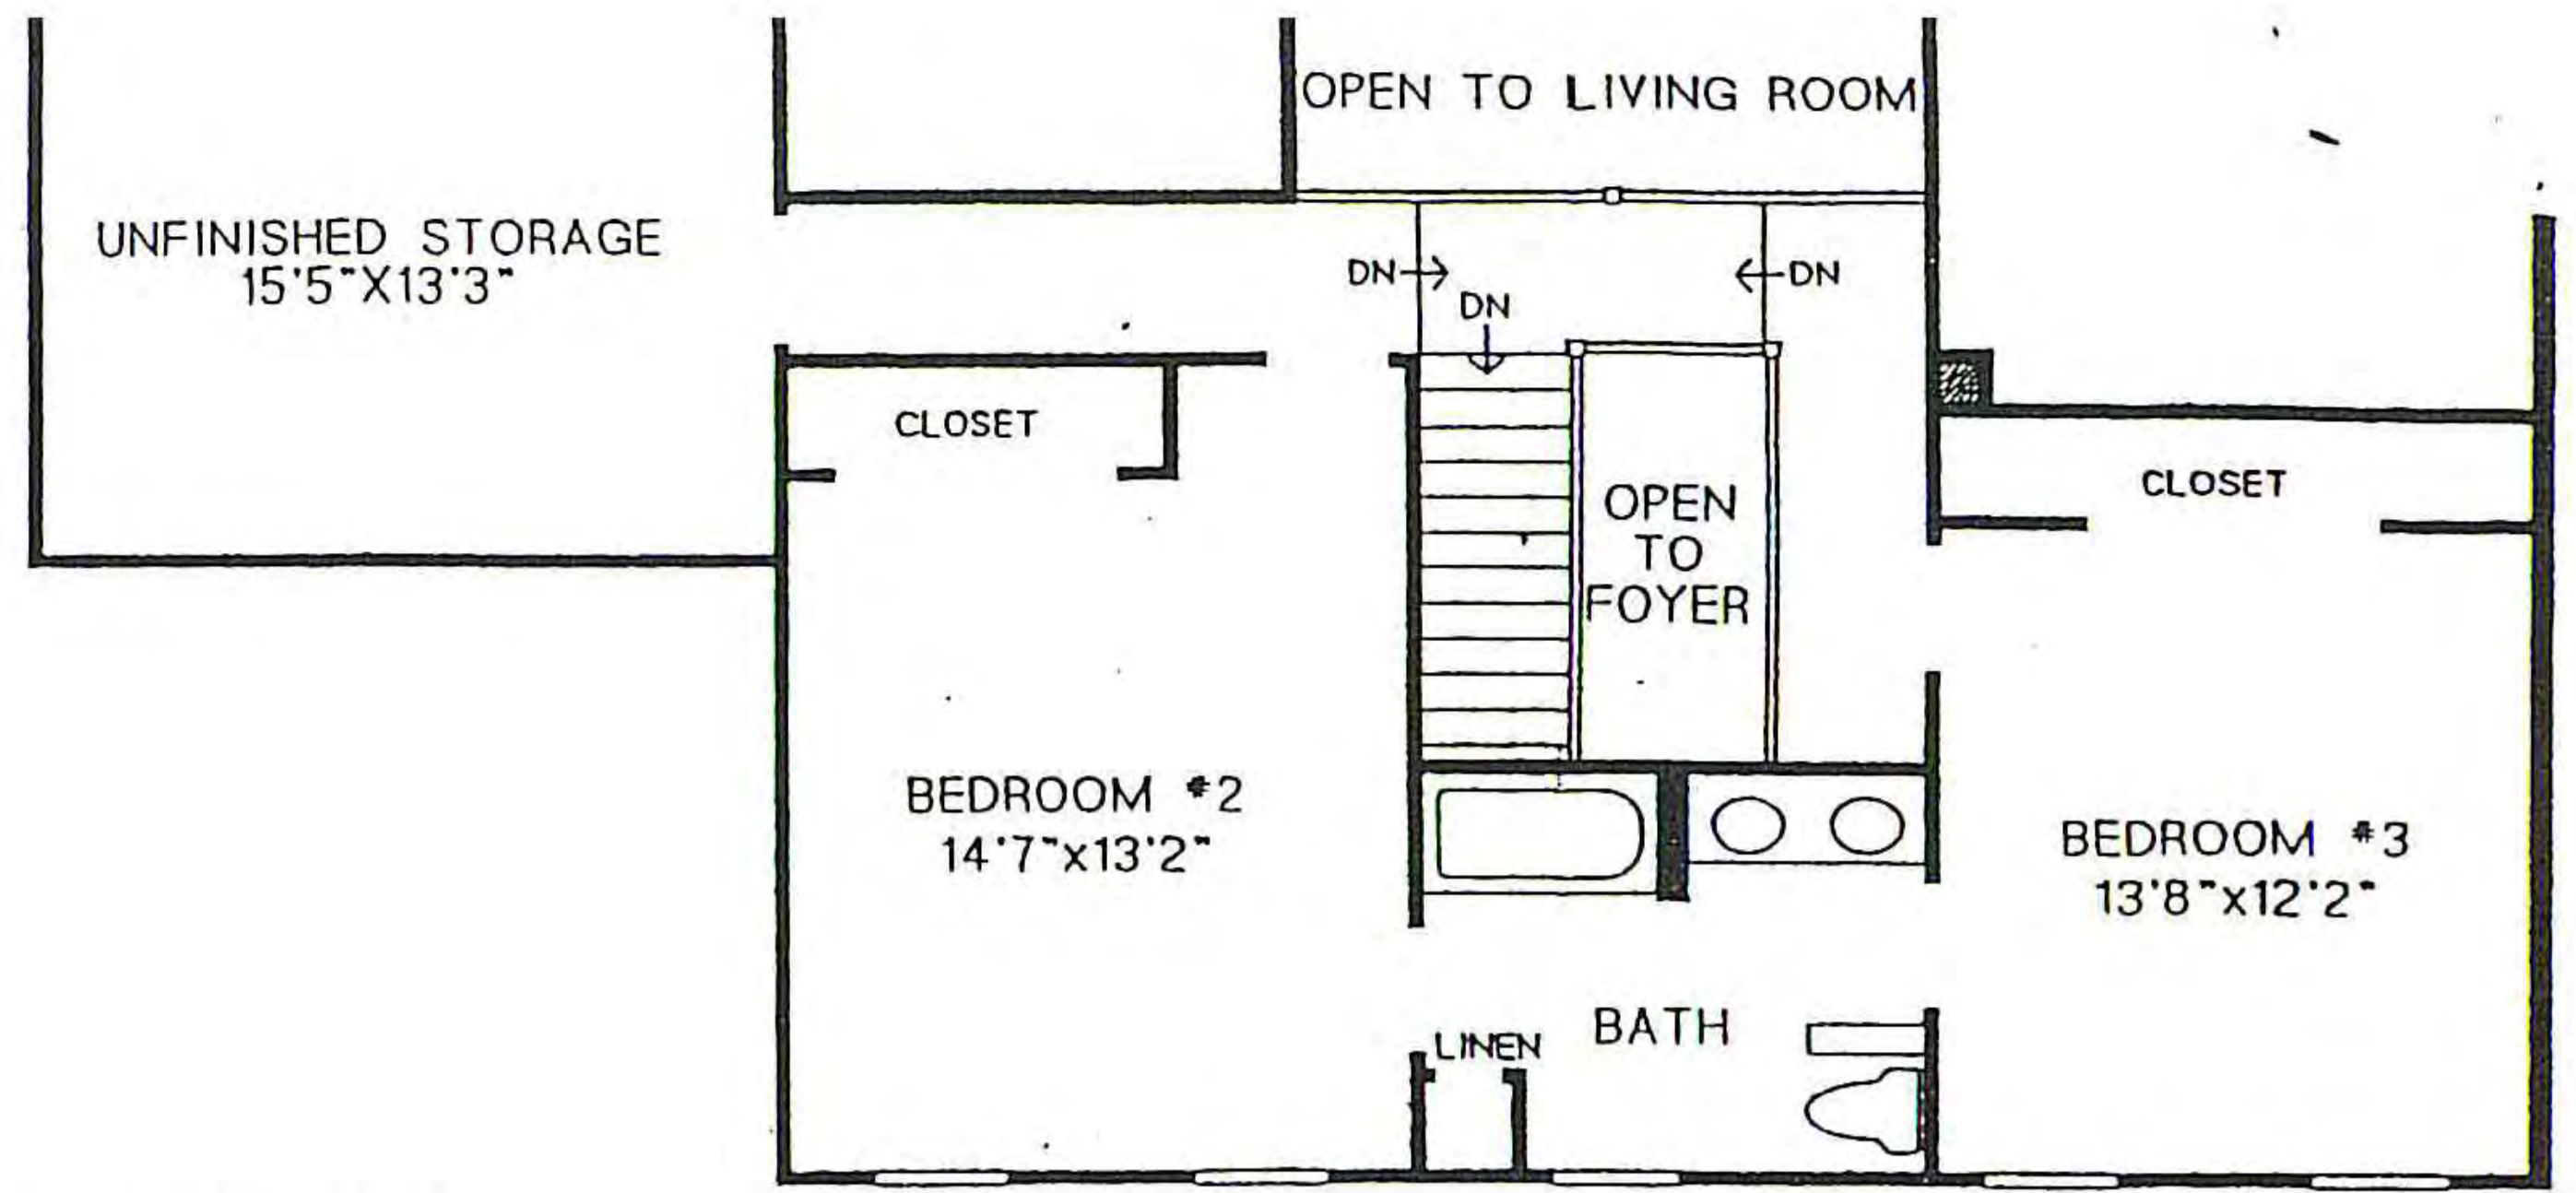 OPEN TO LIVING ROOM
UNFINISHED STORAGE
15'5"X13'3"
DN
DN
DN
CLOSET
CLOSET
OPEN
TO
FOYER
BEDROOM #2
14'7"x13'2"
BEDROOM #3
13'8"x12'2"
BATH
LINEN